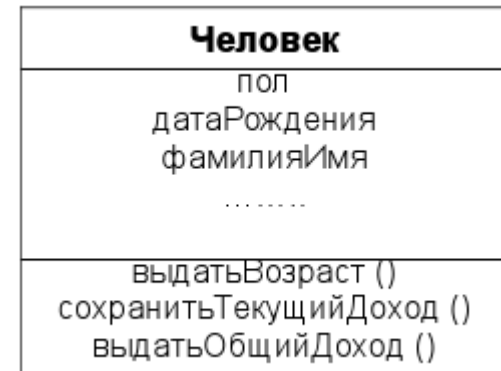 Человек
пол
датаРождения
фамилияИмя
........
выдатьВозраст ()
сохранитьТекущийДоход ()
выдатьОбщийДоход ()